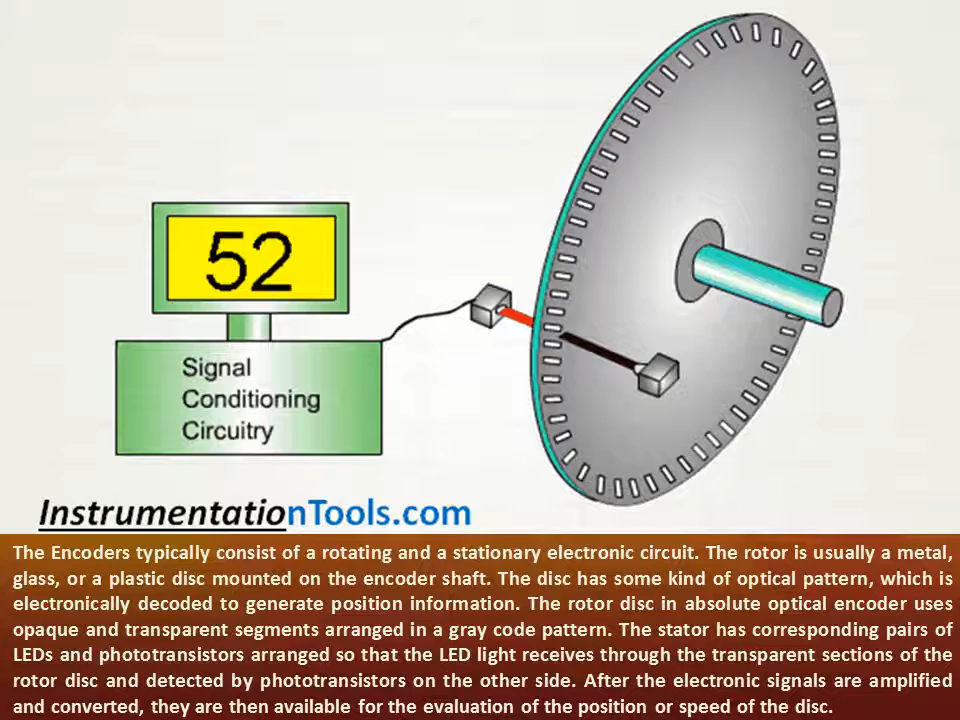 52
Signal
Conditioning
Circuitry
InstrumentationTools.com
The Encoders typically consist of a rotating and a stationary electronic circuit. The rotor is usually a metal,
glass, or a plastic disc mounted on the encoder shaft. The disc has some kind of optical pattern, which is
electronically decoded to generate position information. The rotor disc in absolute optical encoder uses
opaque and transparent segments arranged in a gray code pattern. The stator has corresponding pairs of
LEDs and phototransistors arranged so that the LED light receives through the transparent sections of the
rotor disc and detected by phototransistors on the other side. After the electronic signals are amplified
and converted, they are then available for the evaluation of the position or speed of the disc.